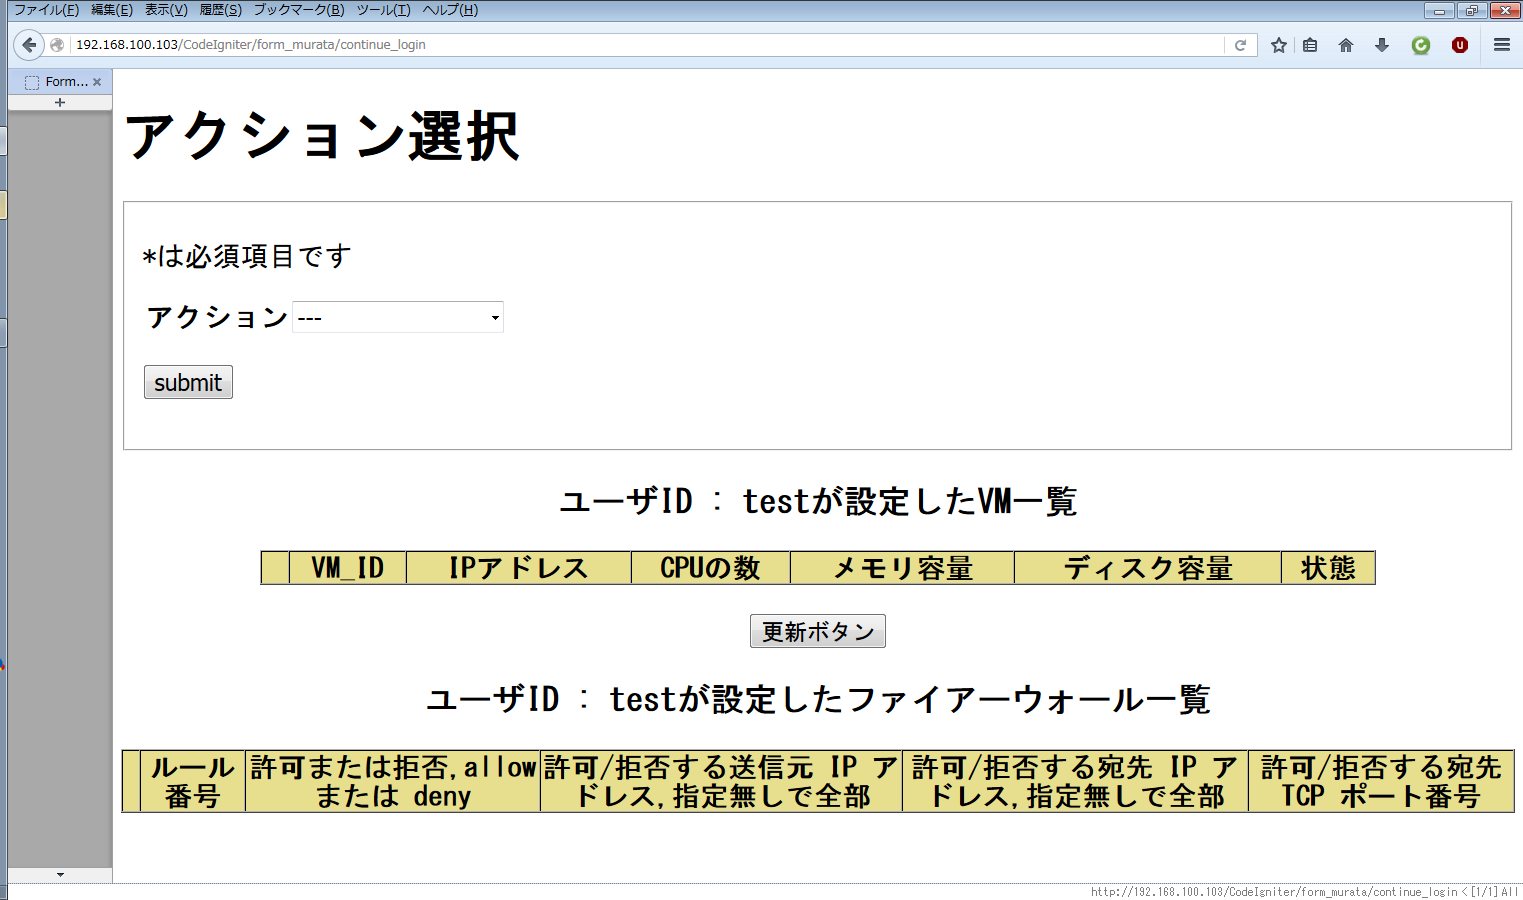 ファイル(F) 編集(E) 表示(V) 履歴(S) ブックマーク(B) ツール(T) ヘルプ(H)
192.168.100.103/CodeIgniter/form_murata/continue_login
Form...
アクション選択
*は必須項目です
アクション ---
submit
ユーザID : testが設定したVM一覧
VM_ID IPアドレス CPUの数 メモリ容量 ディスク容量 状態
更新ボタン
ユーザID : testが設定したファイアーウォール一覧
ルール番号 許可または拒否,allowまたは deny 許可/拒否する送信元 IP アドレス,指定無しで全部 許可/拒否する宛先 IP アドレス,指定無しで全部 許可/拒否する宛先 TCP ポート番号
http://192.168.100.103/CodeIgniter/form_murata/continue_login < [1/1] All